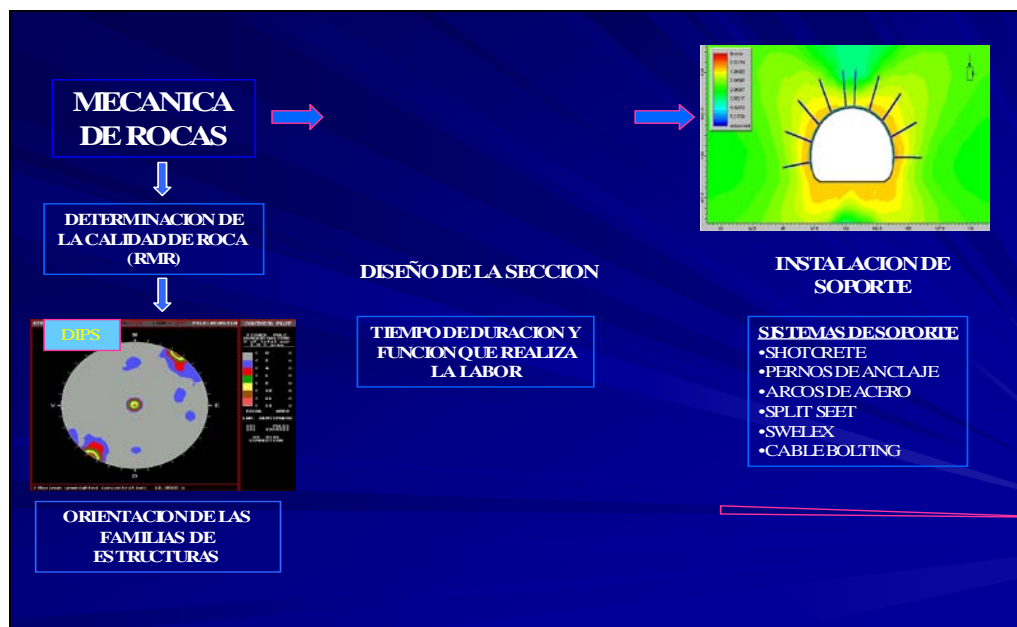 MECANICA
DE ROCAS
DETERMINACION DE
LA CALIDAD DE ROCA
(RMR)
DIPS
ORIENTACION DE LAS
FAMILIAS DE
ESTRUCTURAS
DISEÑO DE LA SECCION
TIEMPO DE DURACION Y
FUNCION QUE REALIZA
LA LABOR
INSTALACION DE
SOPORTE
SISTEMAS DE SOPORTE
•SHOTCRETE
•PERNOS DE ANCLAJE
•ARCOS DE ACERO
•SPLIT SEET
•SWELEX
•CABLE BOLTING